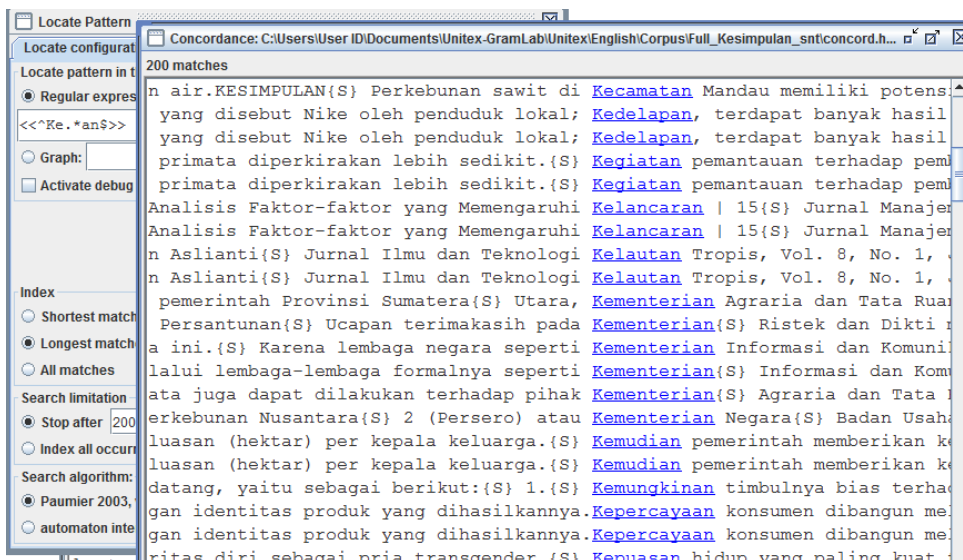 Locate Pattern
Locate configurat
Locate pattern in t
Regular expres
<<^Ke.*an$>>
Graph:
Activate debug
Index
Shortest match
Longest match
All matches
Search limitation
Stop after 200
Index all occurr
Search algorithm:
Paumier 2003,
automaton inte
Concordance: C:\Users\User ID\Documents\Unitex-GramLab\Unitex\English\Corpus\Full_Kesimpulan_snt\concord.h...
200 matches
n air.KESIMPULAN{S} Perkebunan sawit di Kecamatan Mandau memiliki potens
yang disebut Nike oleh penduduk lokal; Kedelapan, terdapat banyak hasil
yang disebut Nike oleh penduduk lokal; Kedelapan, terdapat banyak hasil
primata diperkirakan lebih sedikit.{S} Kegiatan pemantauan terhadap pem
primata diperkirakan lebih sedikit.{S} Kegiatan pemantauan terhadap pem
Analisis Faktor-faktor yang Memengaruhi Kelancaran | 15{S} Jurnal Manajem
Analisis Faktor-faktor yang Memengaruhi Kelancaran | 15{S} Jurnal Manajem
n Aslianti{S} Jurnal Ilmu dan Teknologi Kelautan Tropis, Vol. 8, No. 1,
n Aslianti{S} Jurnal Ilmu dan Teknologi Kelautan Tropis, Vol. 8, No. 1,
pemerintah Provinsi Sumatera{S} Utara, Kementerian Agraria dan Tata Rua
Persantunan{S} Ucapan terimakasih pada Kementerian{S} Ristek dan Dikti
a ini.{S} Karena lembaga negara seperti Kementerian Informasi dan Komuni
lalui lembaga-lembaga formalnya seperti Kementerian{S} Informasi dan Kom
ata juga dapat dilakukan terhadap pihak Kementerian{S} Agraria dan Tata
erkebunan Nusantara{S} 2 (Persero) atau Kementerian Negara{S} Badan Usah
luasan (hektar) per kepala keluarga.{S} Kemudian pemerintah memberikan k
luasan (hektar) per kepala keluarga.{S} Kemudian pemerintah memberikan k
datang, yaitu sebagai berikut:{S} 1.{S} Kemungkinan timbulnya bias terha
gan identitas produk yang dihasilkannya.Kepercayaan konsumen dibangun me
gan identitas produk yang dihasilkannya.Kepercayaan konsumen dibangun me
ritas diri sebagai pria transgender.{S} Kepuasan hidup yang paling kuat